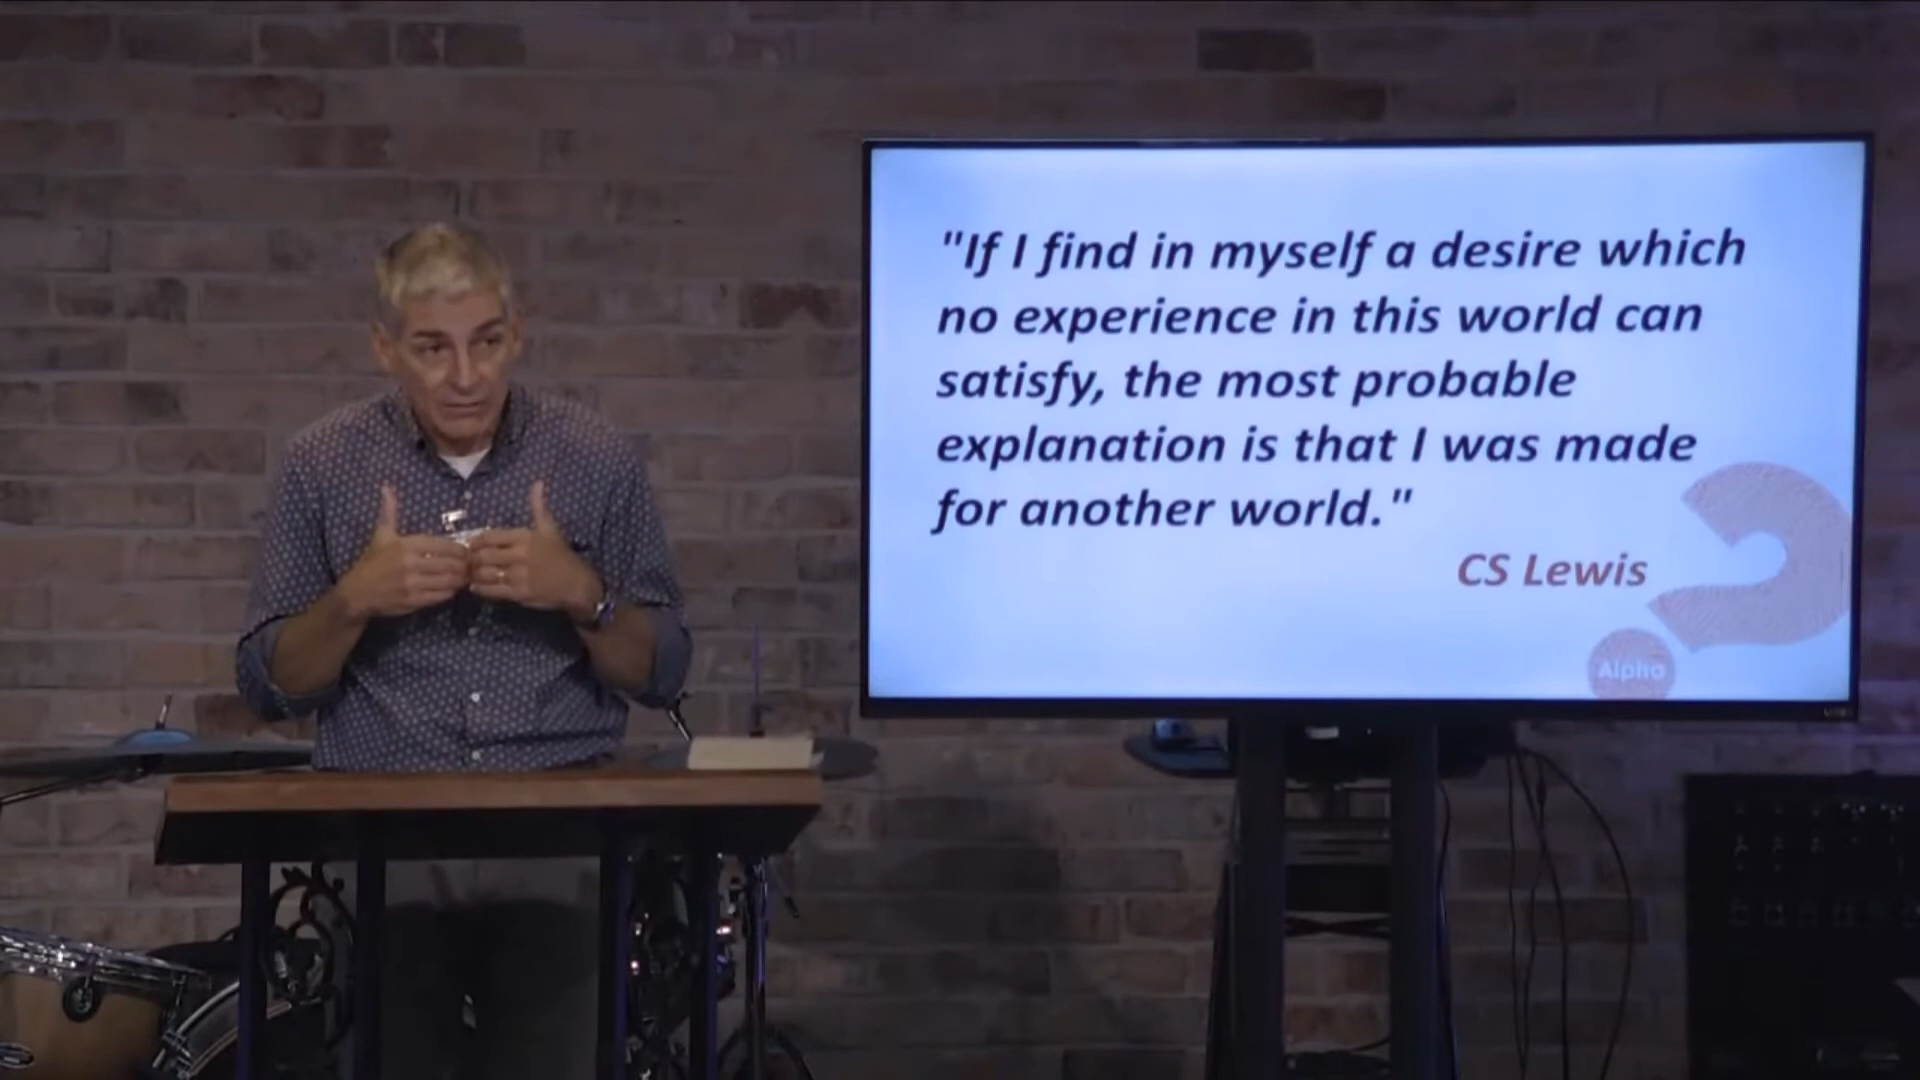 "If I find in myself a desire which
no experience in this world can
satisfy, the most probable
explanation is that I was made
for another world."
CS Lewis
Alpha